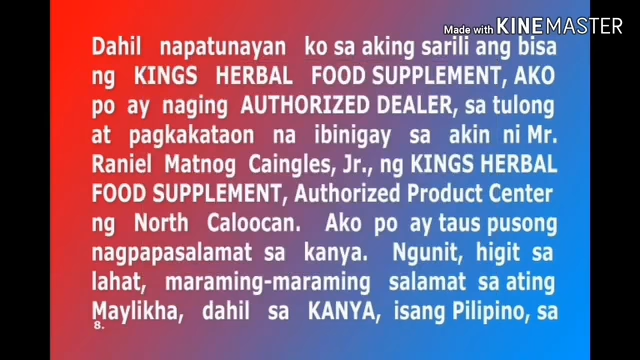 Made with KINEMASTER
Dahil napatunayan ko sa aking sarili ang bisa
ng KINGS HERBAL FOOD SUPPLEMENT, AKO
po ay naging AUTHORIZED DEALER, sa tulong
at pagkakataon na ibinigay sa akin ni Mr.
Raniel Matnog Caingles, Jr., ng KINGS HERBAL
FOOD SUPPLEMENT, Authorized Product Center
ng North Caloocan. Ako po ay taus pusong
nagpapasalamat sa kanya. Ngunit, higit sa
lahat, maraming-maraming salamat sa ating
Maylikha, dahil sa KANYA, isang Pilipino, sa
8.